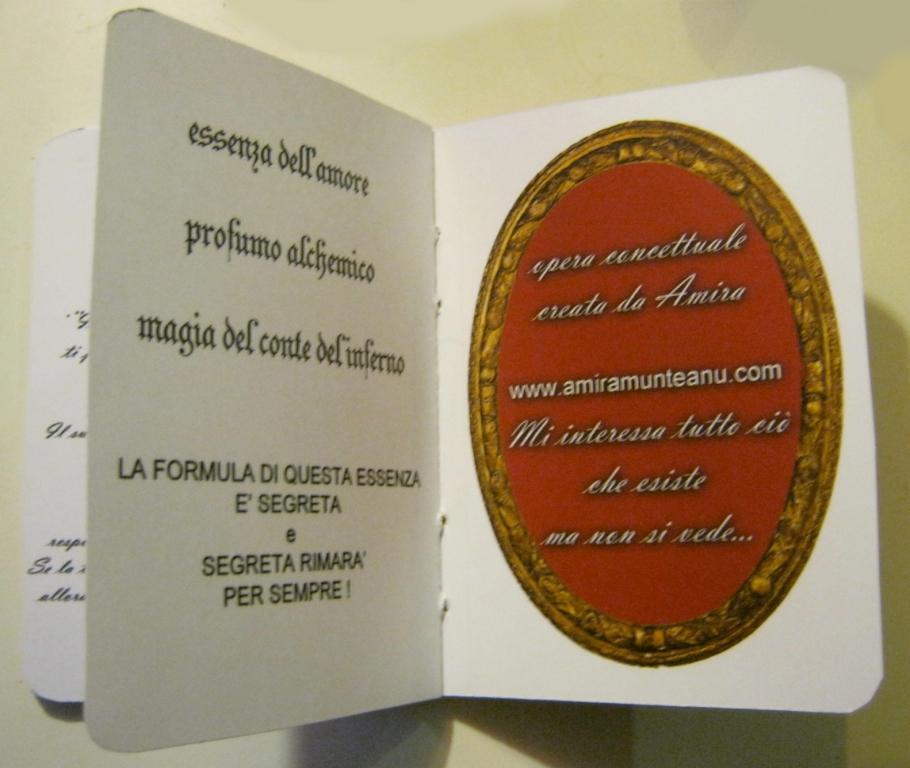 essenza dell'amore
profumo alchemico
magia del conte del'inferno
LA FORMULA DI QUESTA ESSENZA
E' SEGRETA
e
SEGRETA RIMARA'
PER SEMPRE !
opera concettuale
creata da Amira
www.amiramunteanu.com
Mi interessa tutto ciò
che esiste
ma non si vede...